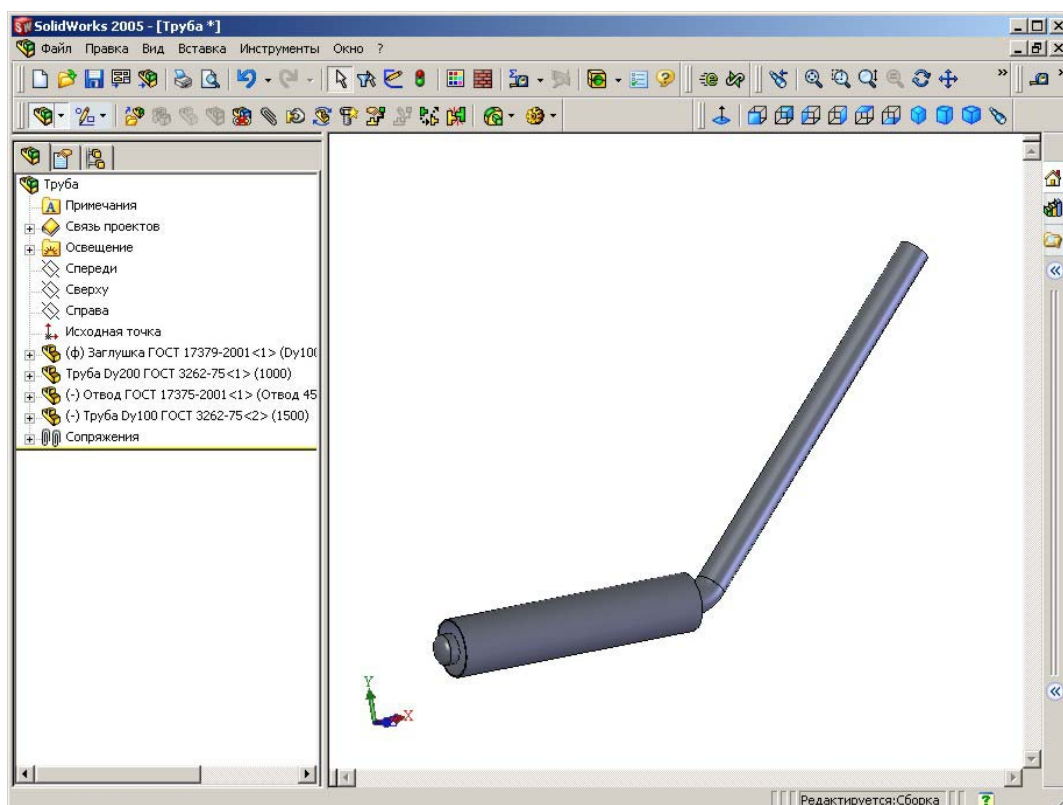 SolidWorks 2005 - [Труба *]
Файл Правка Вид Вставка Инструменты Окно ?
Труба
Примечания
Связь проектов
Освещение
Спереди
Сверху
Справа
Исходная точка
(ф) Заглушка ГОСТ 17379-2001<1> (Dy10(
Труба Dy200 ГОСТ 3262-75<1> (1000)
(-) Отвод ГОСТ 17375-2001<1> (Отвод 45
(-) Труба Dy100 ГОСТ 3262-75<2> (1500)
Сопряжения
Y
X
Редактируется:Сборка